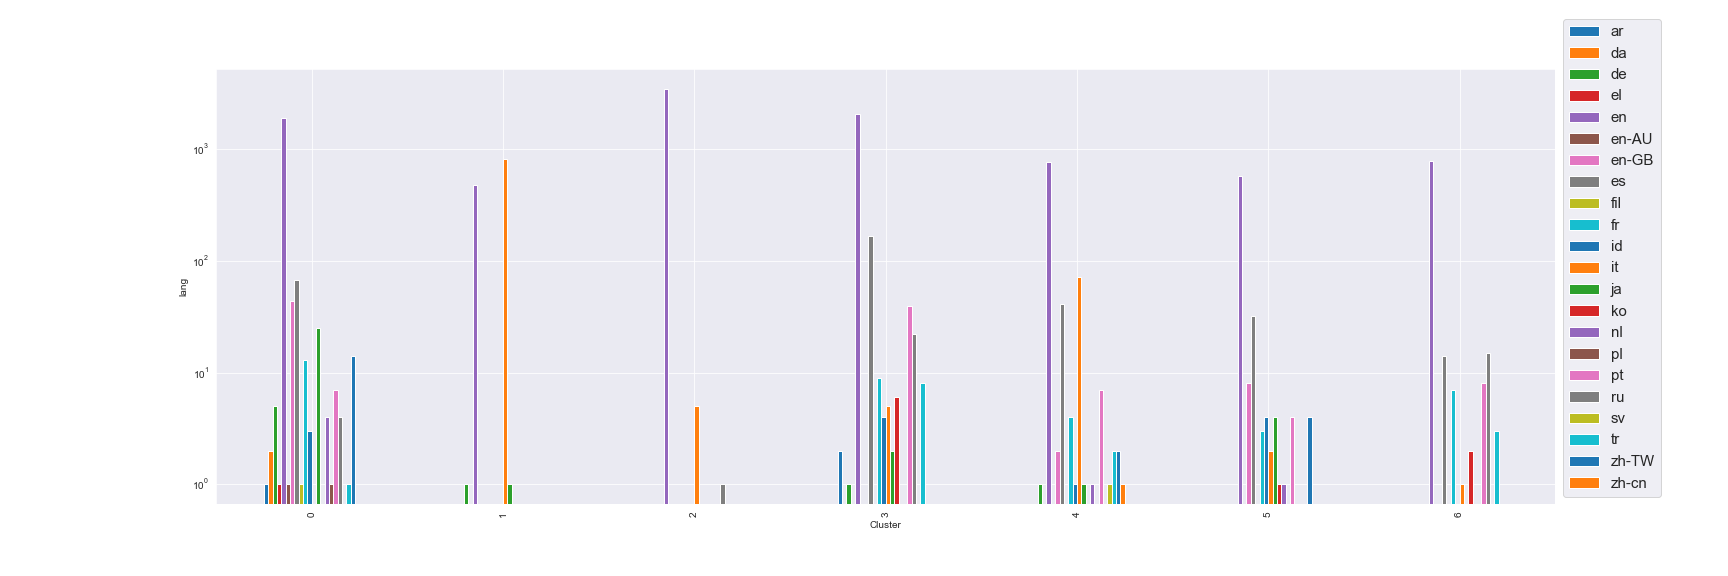 10³
10²
10¹
10⁰
lang
0
1
2
3
4
5
6
Cluster
ar
da
de
el
en
en-AU
en-GB
es
fil
fr
id
it
ja
ko
nl
pl
pt
ru
sv
tr
zh-TW
zh-cn